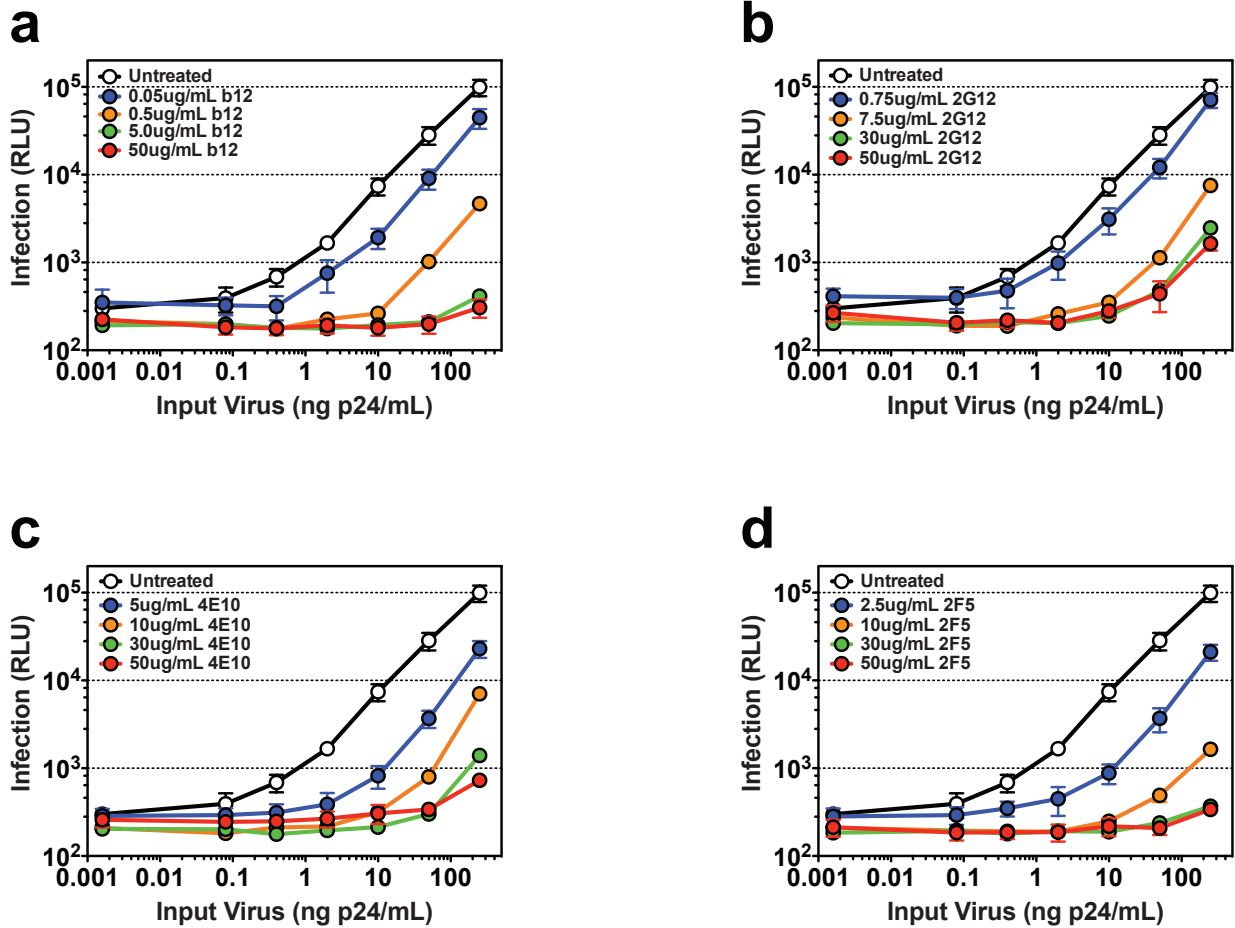 a
Infection (RLU)
10^5
10^4
10^3
10^2
Untreated
0.05ug/mL b12
0.5ug/mL b12
5.0ug/mL b12
50ug/mL b12
0.001 0.01 0.1 1 10 100
Input Virus (ng p24/mL)
b
Infection (RLU)
10^5
10^4
10^3
10^2
Untreated
0.75ug/mL 2G12
7.5ug/mL 2G12
30ug/mL 2G12
50ug/mL 2G12
0.001 0.01 0.1 1 10 100
Input Virus (ng p24/mL)
c
Infection (RLU)
10^5
10^4
10^3
10^2
Untreated
5ug/mL 4E10
10ug/mL 4E10
30ug/mL 4E10
50ug/mL 4E10
0.001 0.01 0.1 1 10 100
Input Virus (ng p24/mL)
d
Infection (RLU)
10^5
10^4
10^3
10^2
Untreated
2.5ug/mL 2F5
10ug/mL 2F5
30ug/mL 2F5
50ug/mL 2F5
0.001 0.01 0.1 1 10 100
Input Virus (ng p24/mL)